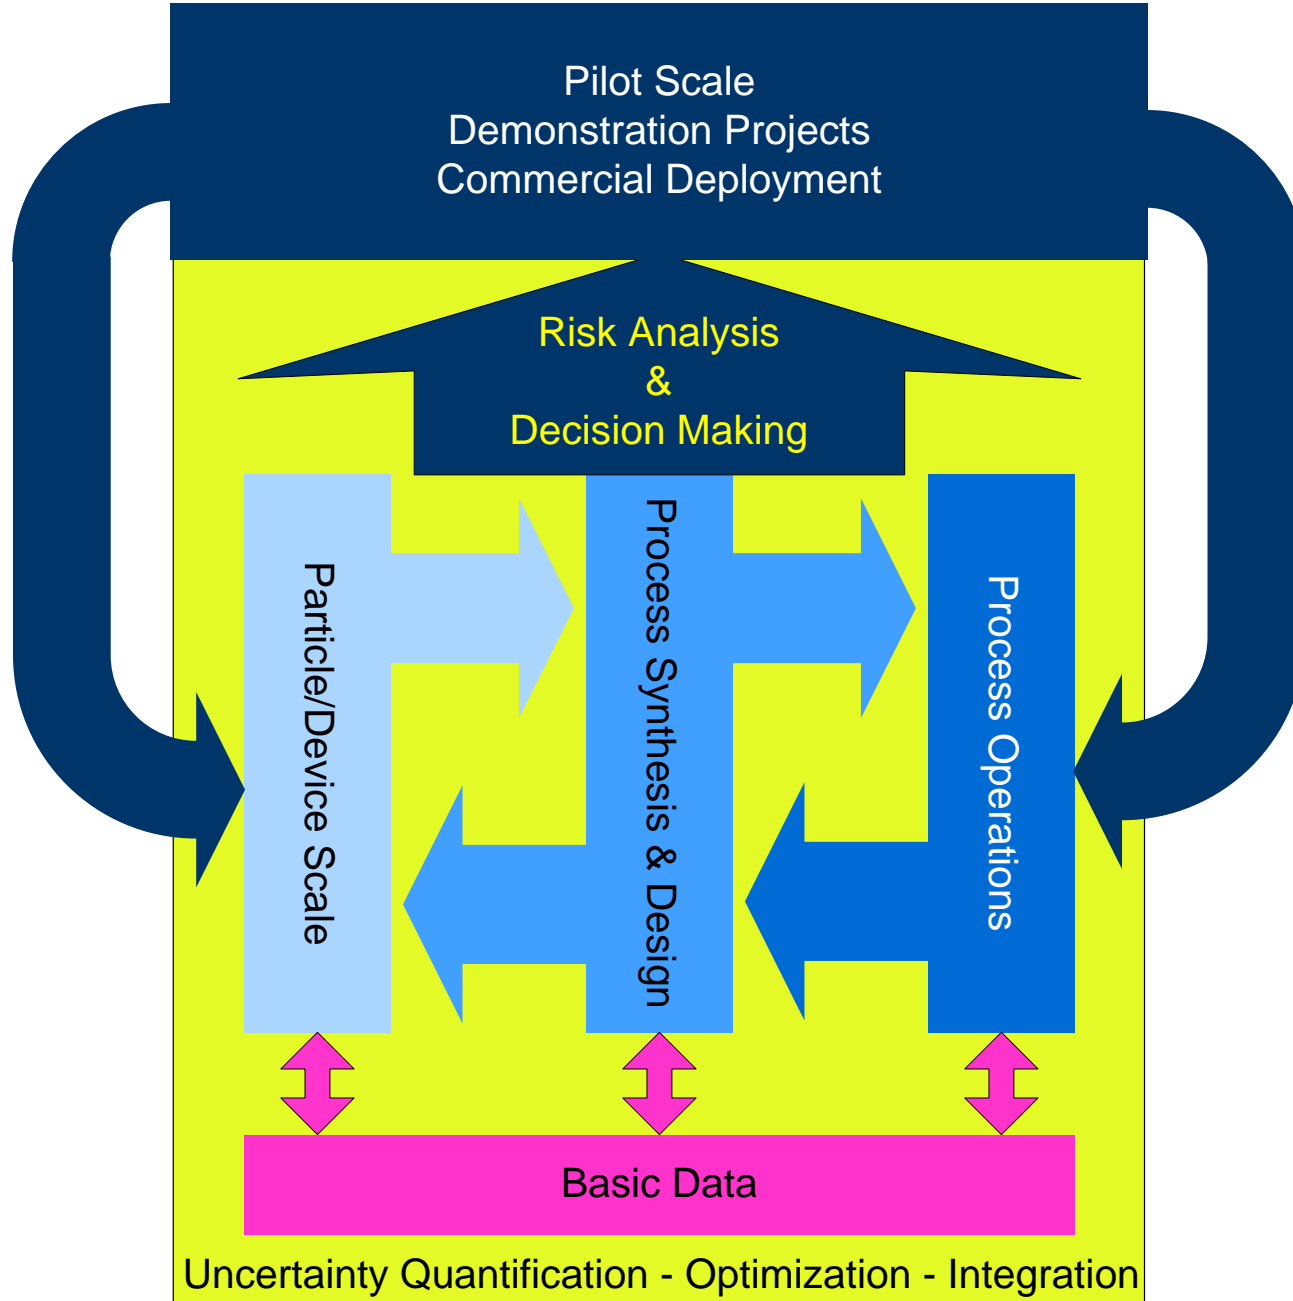 Pilot Scale
Demonstration Projects
Commercial Deployment
Risk Analysis
&
Decision Making
Particle/Device Scale
Process Synthesis & Design
Process Operations
Basic Data
Uncertainty Quantification - Optimization - Integration